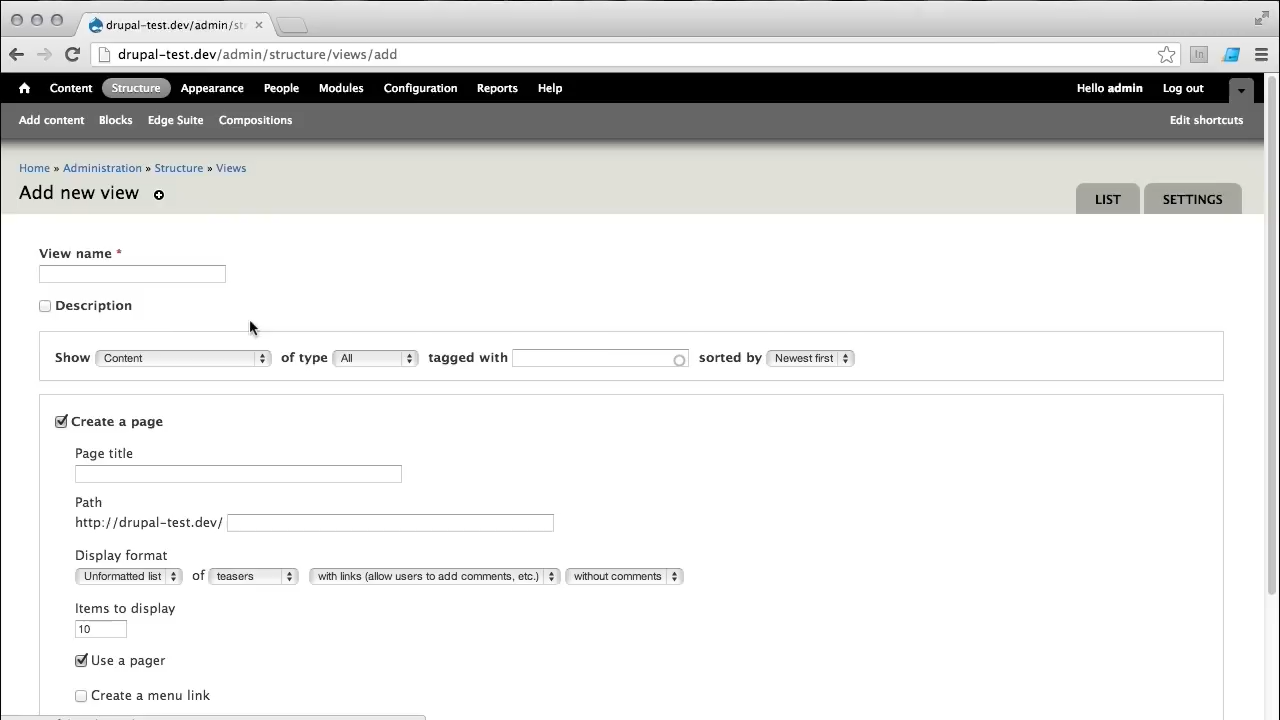 drupal-test.dev/admin/str
drupal-test.dev/admin/structure/views/add
Content Structure Appearance People Modules Configuration Reports Help Hello admin Log out
Add content Blocks Edge Suite Compositions Edit shortcuts
Home » Administration » Structure » Views
Add new view
LIST SETTINGS
View name *
Description
Show Content of type All tagged with sorted by Newest first
Create a page
Page title
Path
http://drupal-test.dev/
Display format
Unformatted list of teasers with links (allow users to add comments, etc.) without comments
Items to display
10
Use a pager
Create a menu link